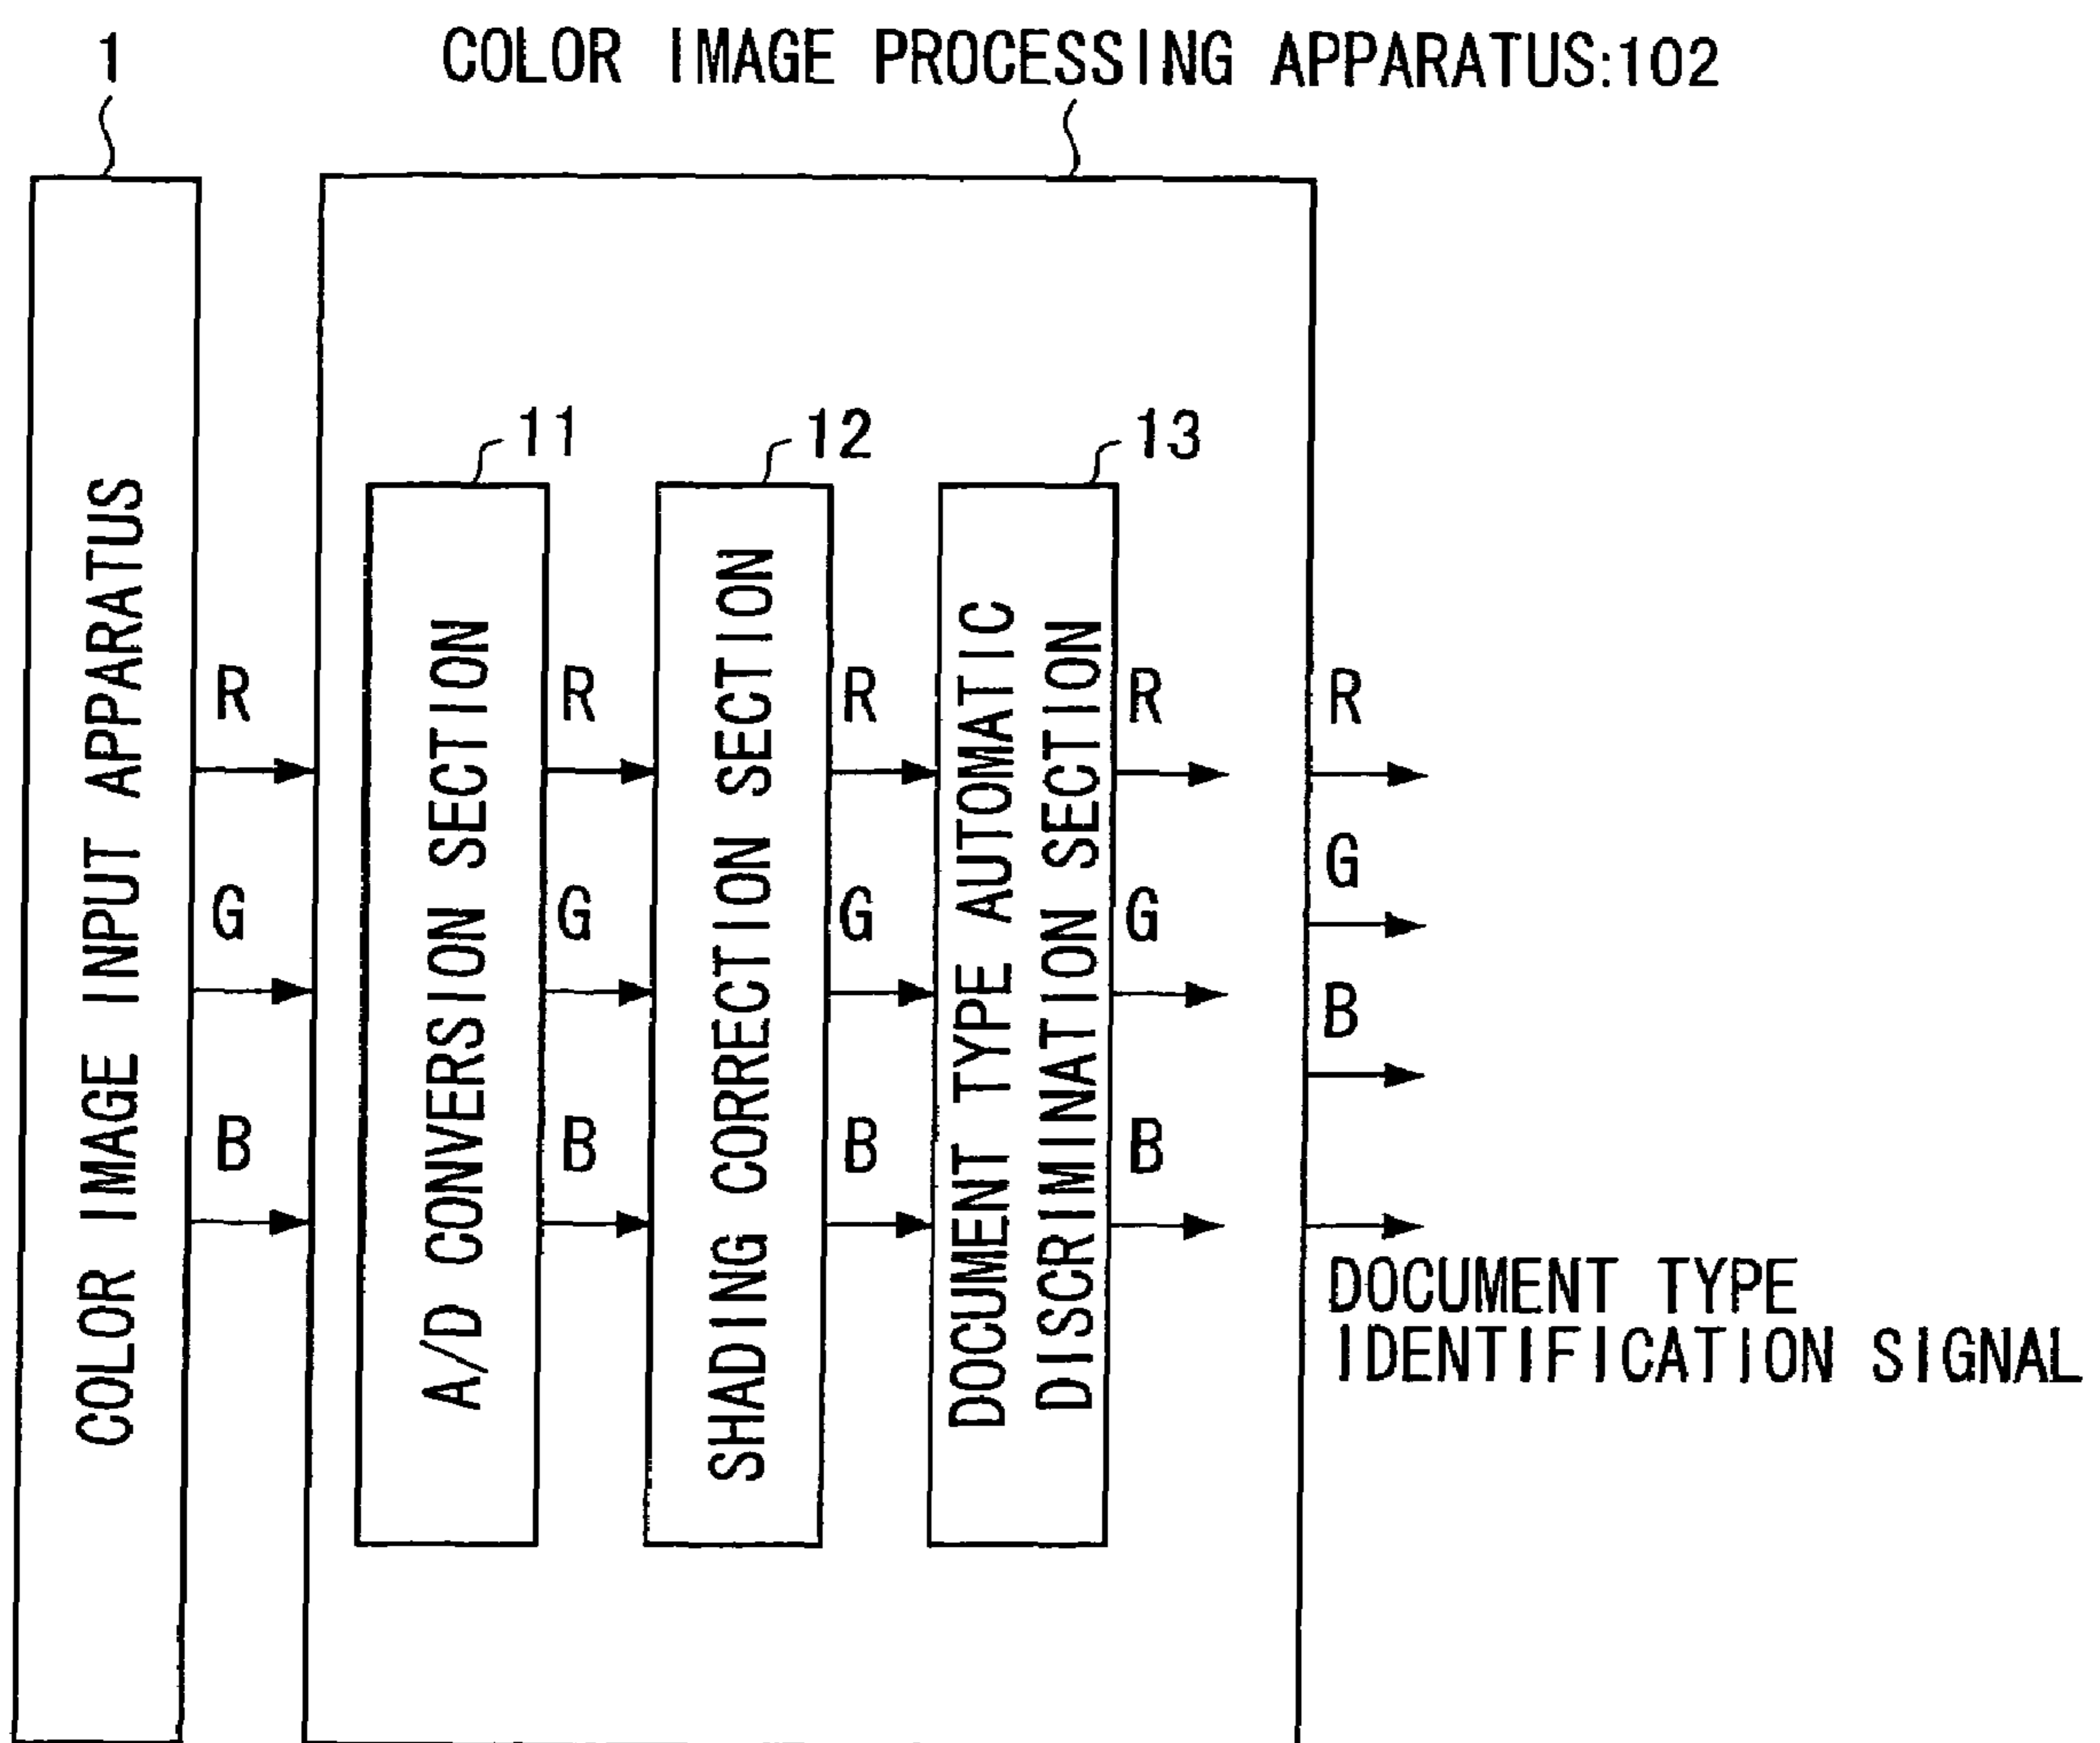 1
COLOR IMAGE PROCESSING APPARATUS:102
COLOR IMAGE INPUT APPARATUS
R
G
B
11
A/D CONVERSION SECTION
R
G
B
12
SHADING CORRECTION SECTION
R
G
B
13
DOCUMENT TYPE AUTOMATIC
DISCRIMINATION SECTION
R
G
B
R
G
B
DOCUMENT TYPE
IDENTIFICATION SIGNAL